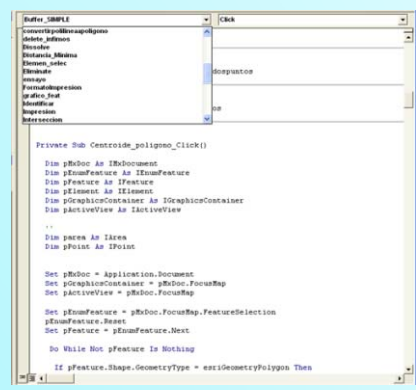 Buffer_SIMPLE
Click
convertirpolilineaapoligono
delete_infimos
Dissolve
Distancia_Minima
Elemen_selec
Eliminate
ensayo
FormatoImpresion
grafico_feat
Identificar
Impresion
Interseccion
dospuntos
os
Private Sub Centroide_poligono_Click()
Dim pMxDoc As IMxDocument
Dim pEnumFeature As IEnumFeature
Dim pFeature As IFeature
Dim pElement As IElement
Dim pGraphicsContainer As IGraphicsContainer
Dim pActiveView As IActiveView
''
Dim parea As IArea
Dim pPoint As IPoint
Set pMxDoc = Application.Document
Set pGraphicsContainer = pMxDoc.FocusMap
Set pActiveView = pMxDoc.FocusMap
Set pEnumFeature = pMxDoc.FocusMap.FeatureSelection
pEnumFeature.Reset
Set pFeature = pEnumFeature.Next
Do While Not pFeature Is Nothing
If pFeature.Shape.GeometryType = esriGeometryPolygon Then